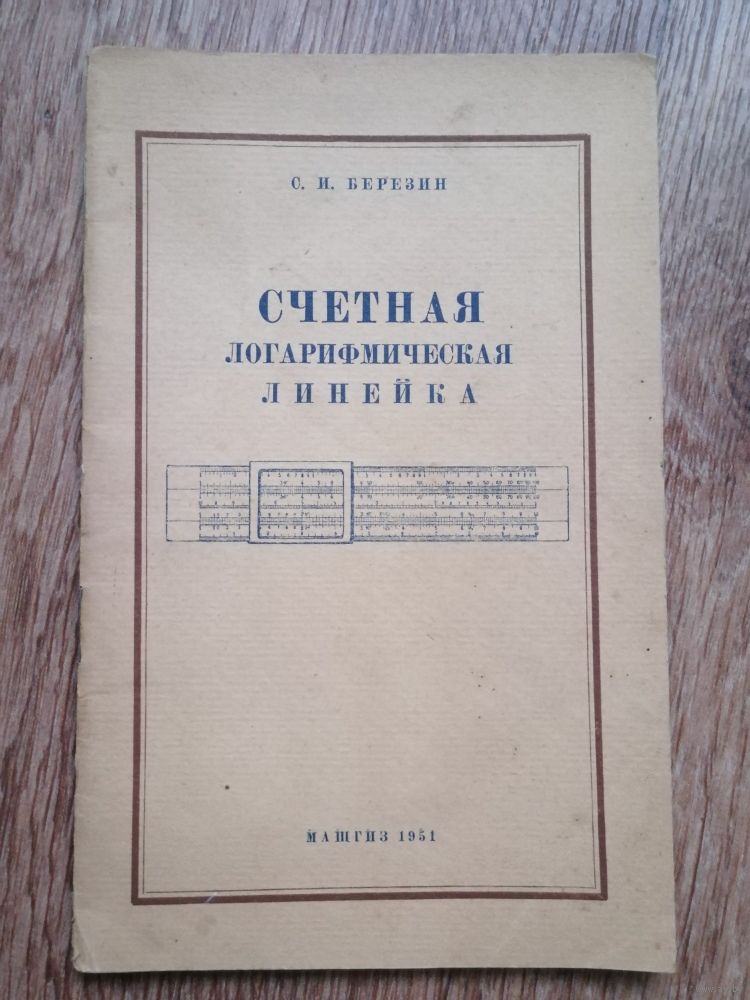 С. И. БЕРЕЗИН
СЧЕТНАЯ
ЛОГАРИФМИЧЕСКАЯ
ЛИНЕЙКА
МАШГИЗ 1951